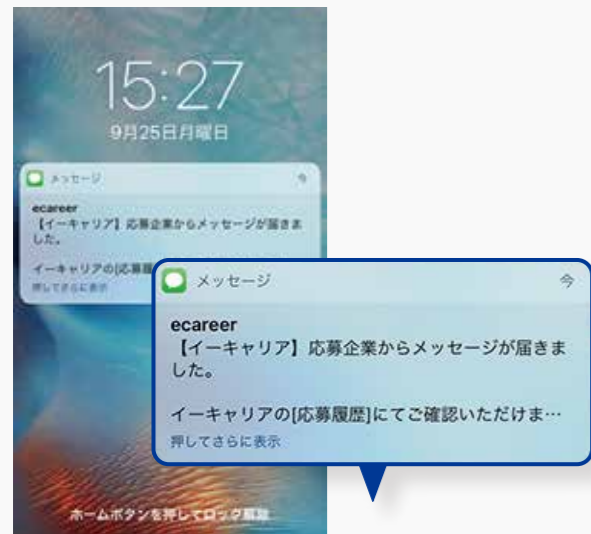 15:27
9月25日月曜日
メッセージ
今
ecareer
【イーキャリア】応募企業からメッセージが届きま
した。
イーキャリアの[応募履
押してさらに表示
メッセージ
今
ecareer
【イーキャリア】応募企業からメッセージが届きま
した。
イーキャリアの[応募履歴]にてご確認いただけま…
押してさらに表示
ホームボタンを押してロック解除